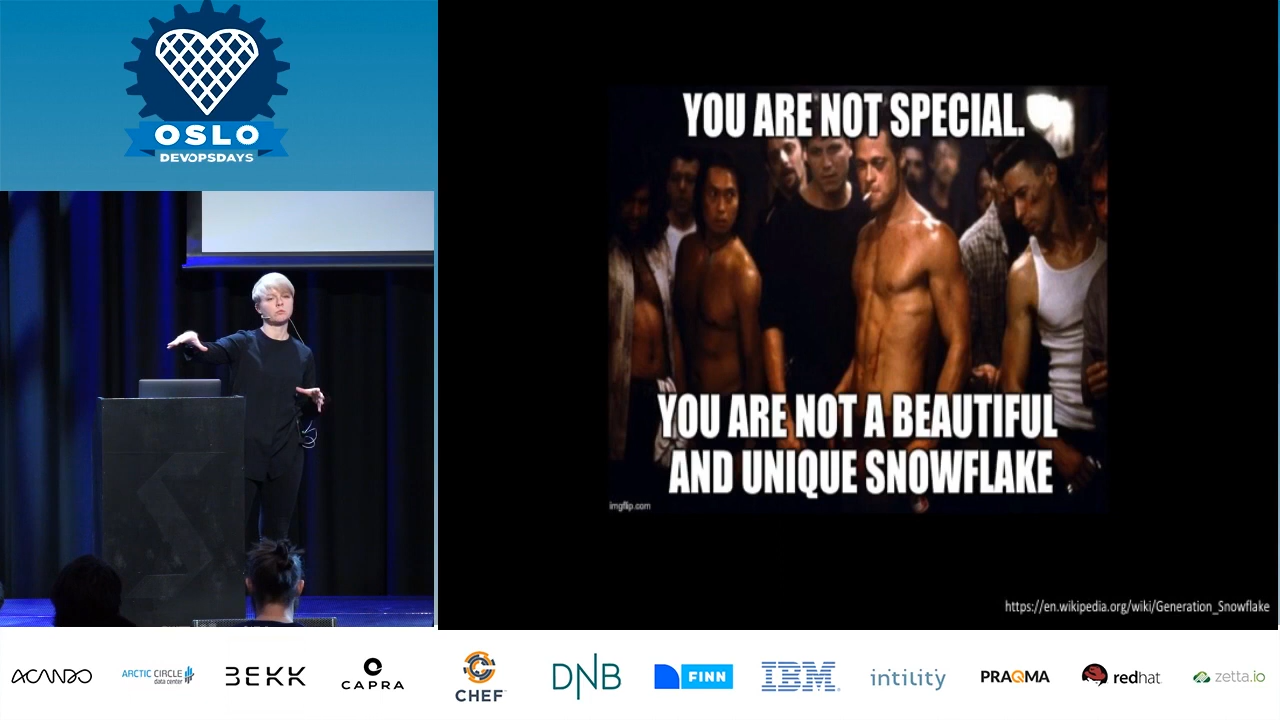 OSLO
DEVOPSDAYS
YOU ARE NOT SPECIAL.
YOU ARE NOT A BEAUTIFUL
AND UNIQUE SNOWFLAKE
imgflip.com
https://en.wikipedia.org/wiki/Generation_Snowflake
ACANDO
ARCTIC CIRCLE
data center
BEKK
CAPRA
CHEF
DNB
FINN
IBM
intility
PRAQMA
redhat
zetta.io